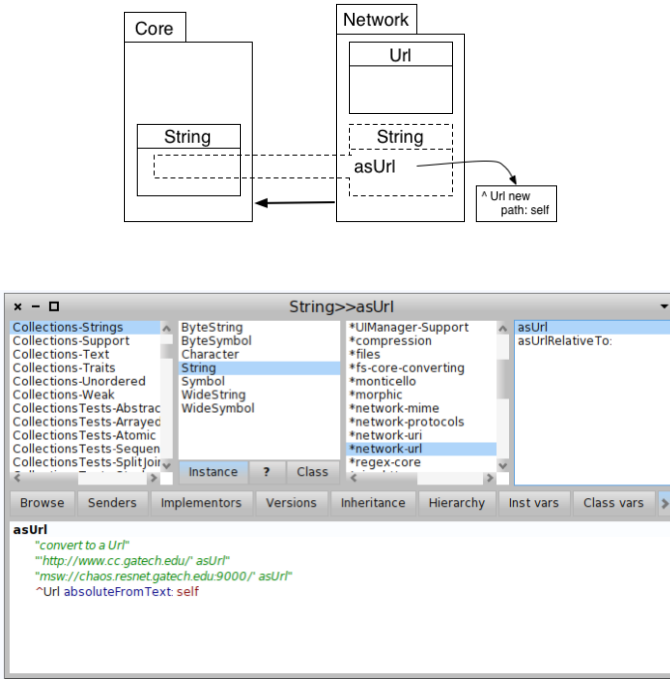 Core
Network
Url
String
String
asUrl
^ Url new
path: self
String>>asUrl
Collections-Strings
Collections-Support
Collections-Text
Collections-Traits
Collections-Unordered
Collections-Weak
CollectionsTests-Abstrac
CollectionsTests-Arrayed
CollectionsTests-Atomic
CollectionsTests-Sequen
CollectionsTests-SplitJoin
ByteString
ByteSymbol
Character
String
Symbol
WideString
WideSymbol
Instance ? Class
*UIManager-Support
*compression
*files
*fs-core-converting
*monticello
*morphic
*network-mime
*network-protocols
*network-uri
*network-url
*regex-core
asUrl
asUrlRelativeTo:
Browse Senders Implementors Versions Inheritance Hierarchy Inst vars Class vars
asUrl
"convert to a Url"
"'http://www.cc.gatech.edu/' asUrl"
"msw://chaos.resnet.gatech.edu:9000/' asUrl"
^Url absoluteFromText: self